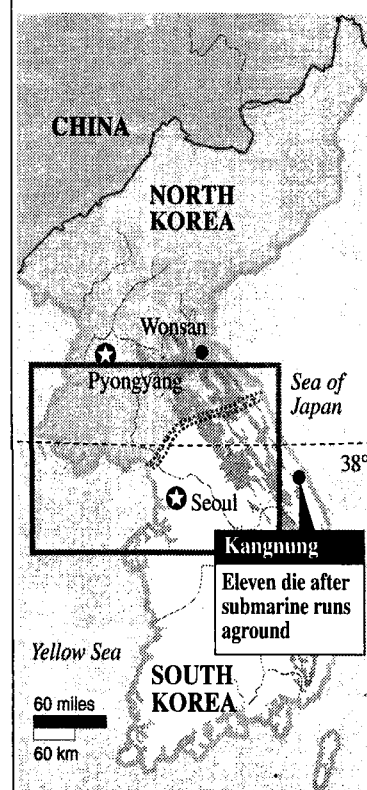 CHINA
NORTH
KOREA
Wonsan
Pyongyang
Sea of
Japan
38°
Seoul
Kangnung
Eleven die after
submarine runs
aground
Yellow Sea
SOUTH
KOREA
60 miles
60 km